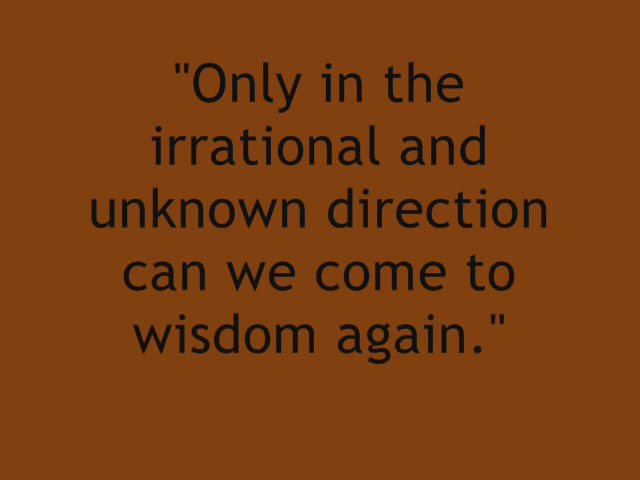 "Only in the
irrational and
unknown direction
can we come to
wisdom again."